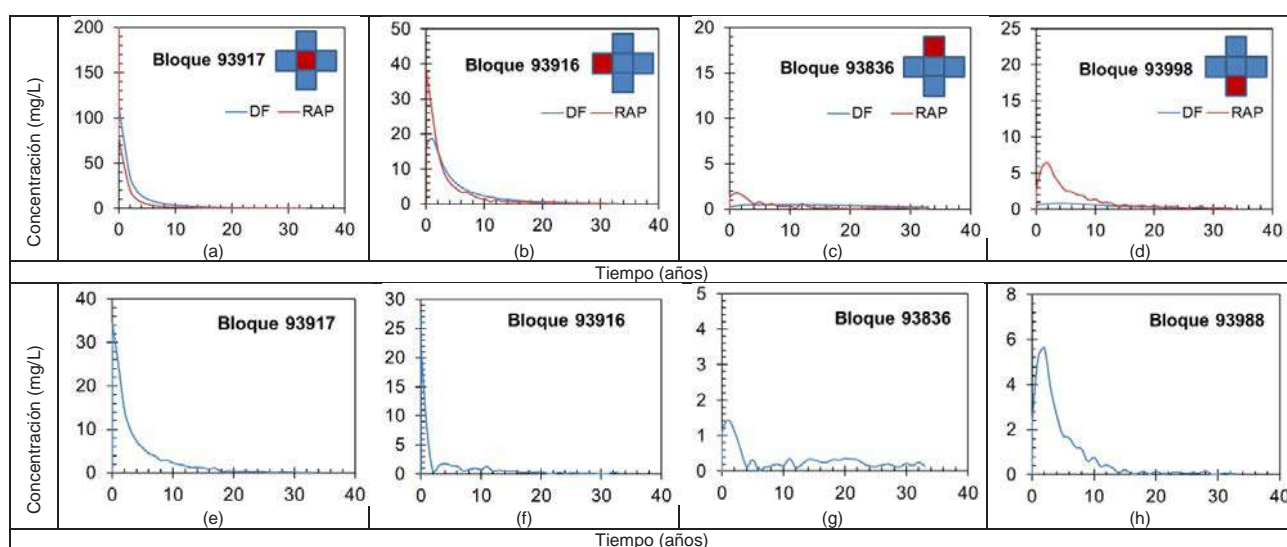 Concentración (mg/L)
200
150
100
50
0
0 10 20 30 40
Bloque 93917
DF RAP
(a)
50
40
30
20
10
0
0 10 20 30 40
Bloque 93916
DF RAP
(b)
20
15
10
5
0
0 10 20 30 40
Bloque 93836
DF RAP
(c)
25
20
15
10
5
0
0 10 20 30 40
Bloque 93998
DF RAP
(d)
Tiempo (años)
Concentración (mg/L)
40
30
20
10
0
0 10 20 30 40
Bloque 93917
(e)
30
25
20
15
10
5
0
0 10 20 30 40
Bloque 93916
(f)
5
4
3
2
1
0
0 10 20 30 40
Bloque 93836
(g)
8
6
4
2
0
0 10 20 30 40
Bloque 93988
(h)
Tiempo (años)